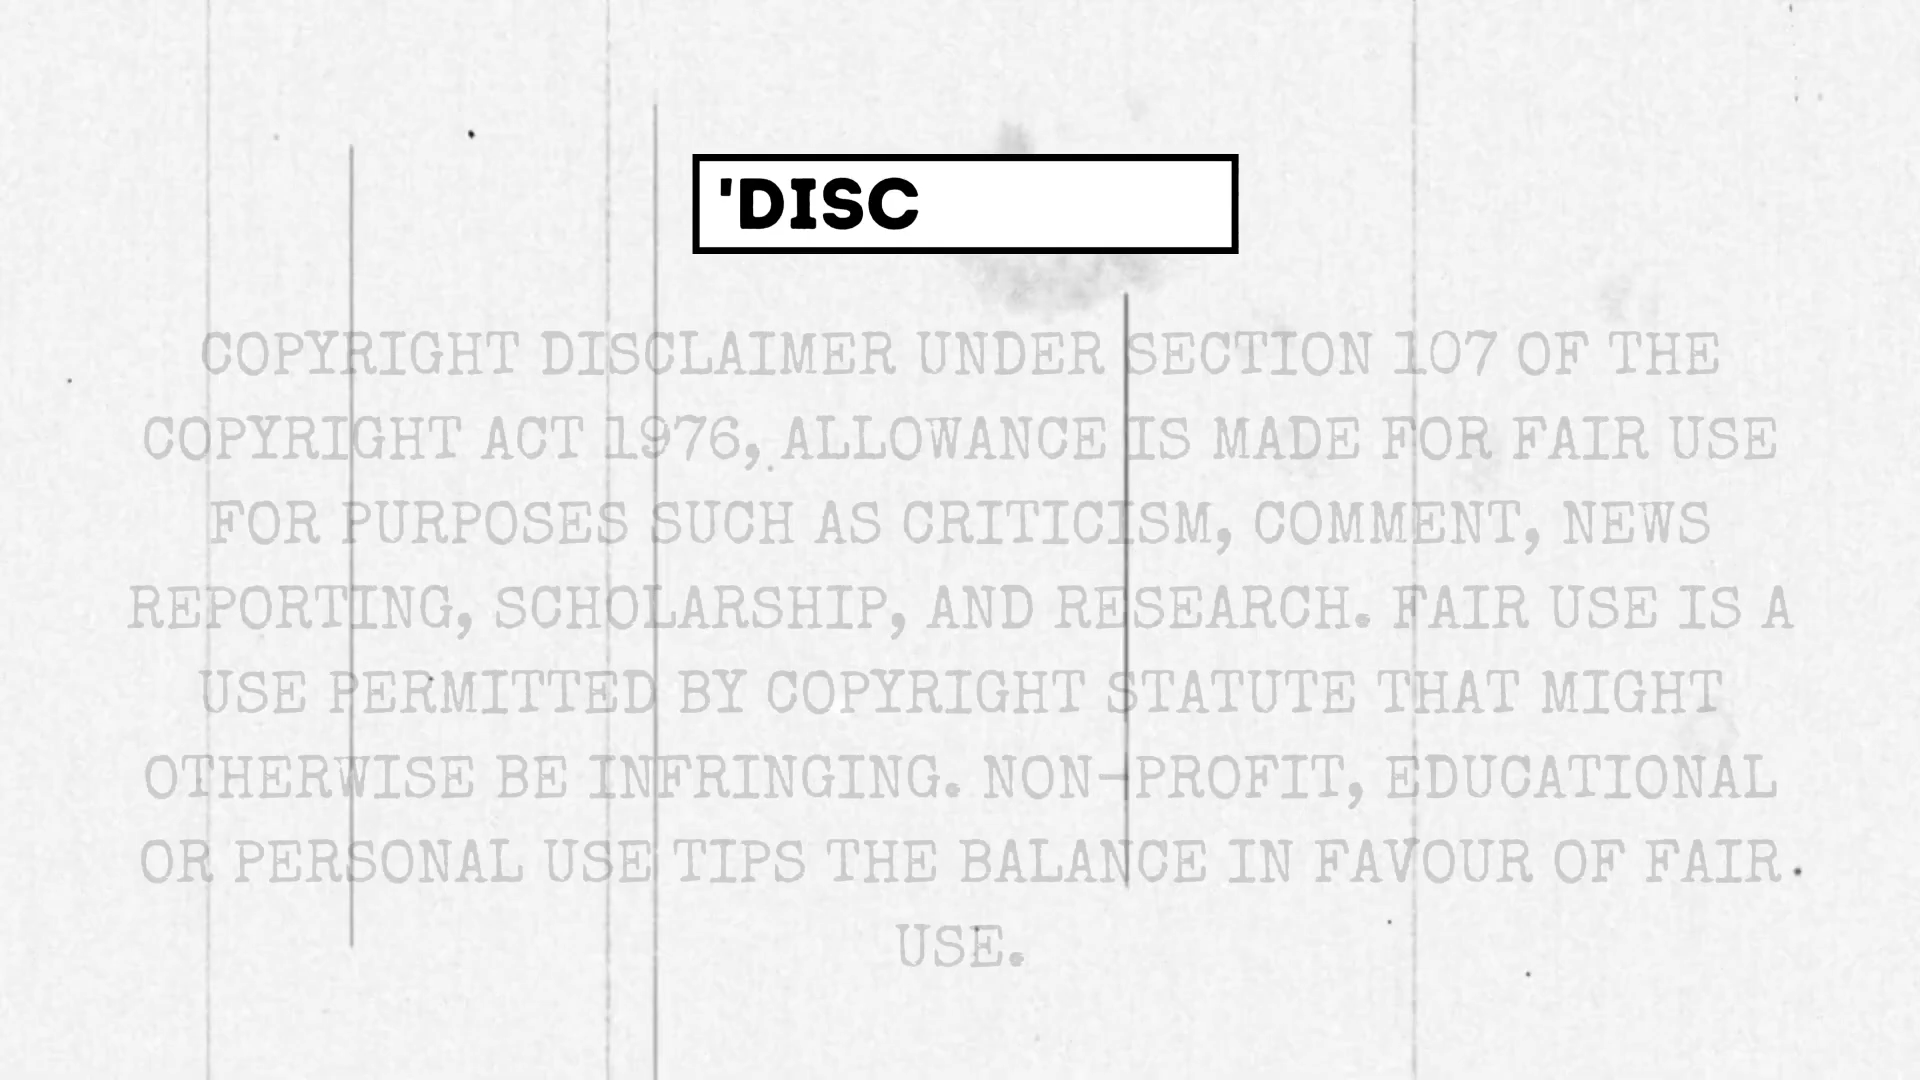 'DISC
COPYRIGHT DISCLAIMER UNDER SECTION 107 OF THE
COPYRIGHT ACT 1976, ALLOWANCE IS MADE FOR FAIR USE
FOR PURPOSES SUCH AS CRITICISM, COMMENT, NEWS
REPORTING, SCHOLARSHIP, AND RESEARCH. FAIR USE IS A
USE PERMITTED BY COPYRIGHT STATUTE THAT MIGHT
OTHERWISE BE INFRINGING. NON-PROFIT, EDUCATIONAL
OR PERSONAL USE TIPS THE BALANCE IN FAVOUR OF FAIR
USE.